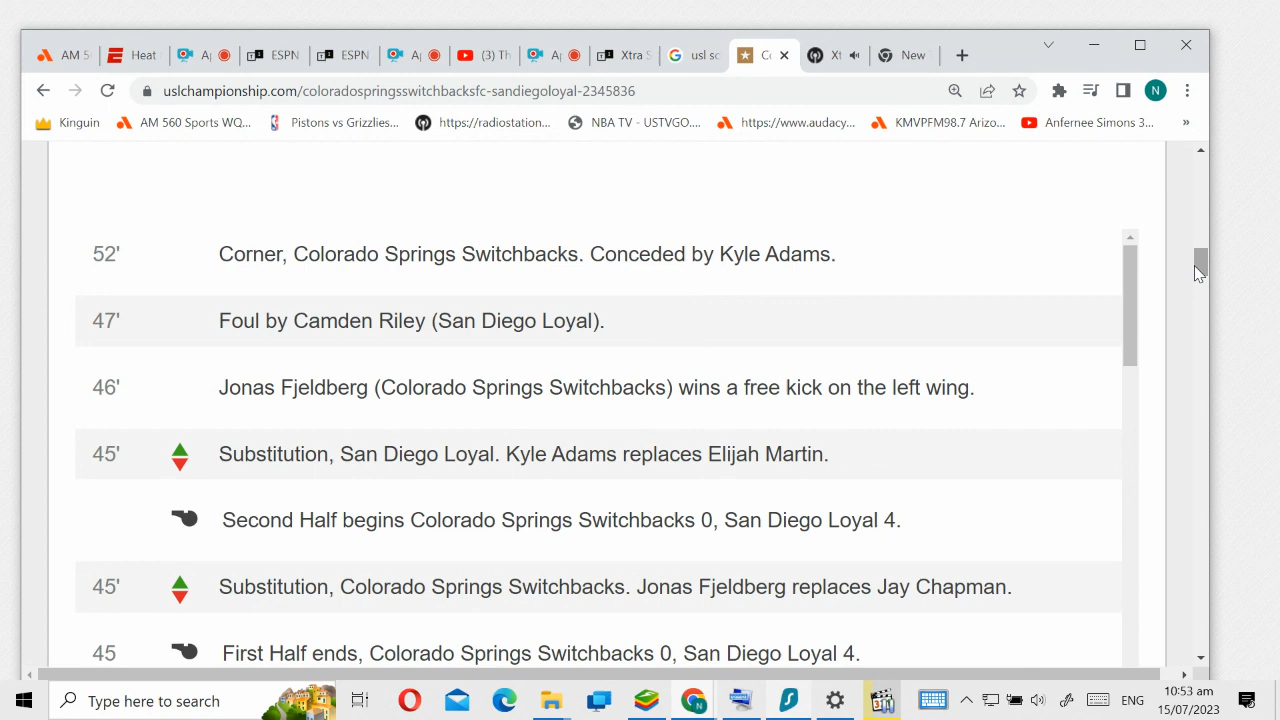 AM 5 Heat A ESPN ESPN A (3) Th A Xtra S usl sc Co Xt New
uslchampionship.com/coloradospringsswitchbacksfc-sandiegoloyal-2345836 N
Kinguin AM 560 Sports WQ... Pistons vs Grizzlies... https://radiostation... NBA TV - USTVGO.... https://www.audacy... KMVPFM98.7 Arizo... Anfernee Simons 3... »
52' Corner, Colorado Springs Switchbacks. Conceded by Kyle Adams.
47' Foul by Camden Riley (San Diego Loyal).
46' Jonas Fjeldberg (Colorado Springs Switchbacks) wins a free kick on the left wing.
45' Substitution, San Diego Loyal. Kyle Adams replaces Elijah Martin.
Second Half begins Colorado Springs Switchbacks 0, San Diego Loyal 4.
45' Substitution, Colorado Springs Switchbacks. Jonas Fjeldberg replaces Jay Chapman.
45 First Half ends, Colorado Springs Switchbacks 0, San Diego Loyal 4.
Type here to search
ENG
10:53 am
15/07/2023